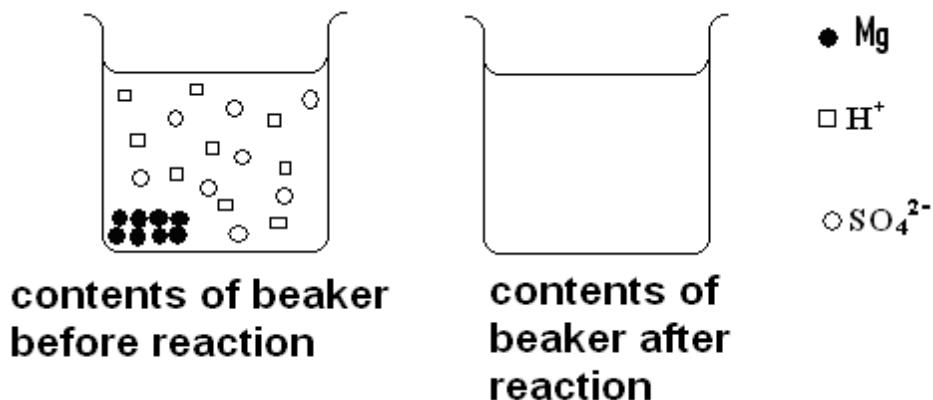 Mg
H⁺
SO₄²⁻
contents of beaker
before reaction
contents of
beaker after
reaction